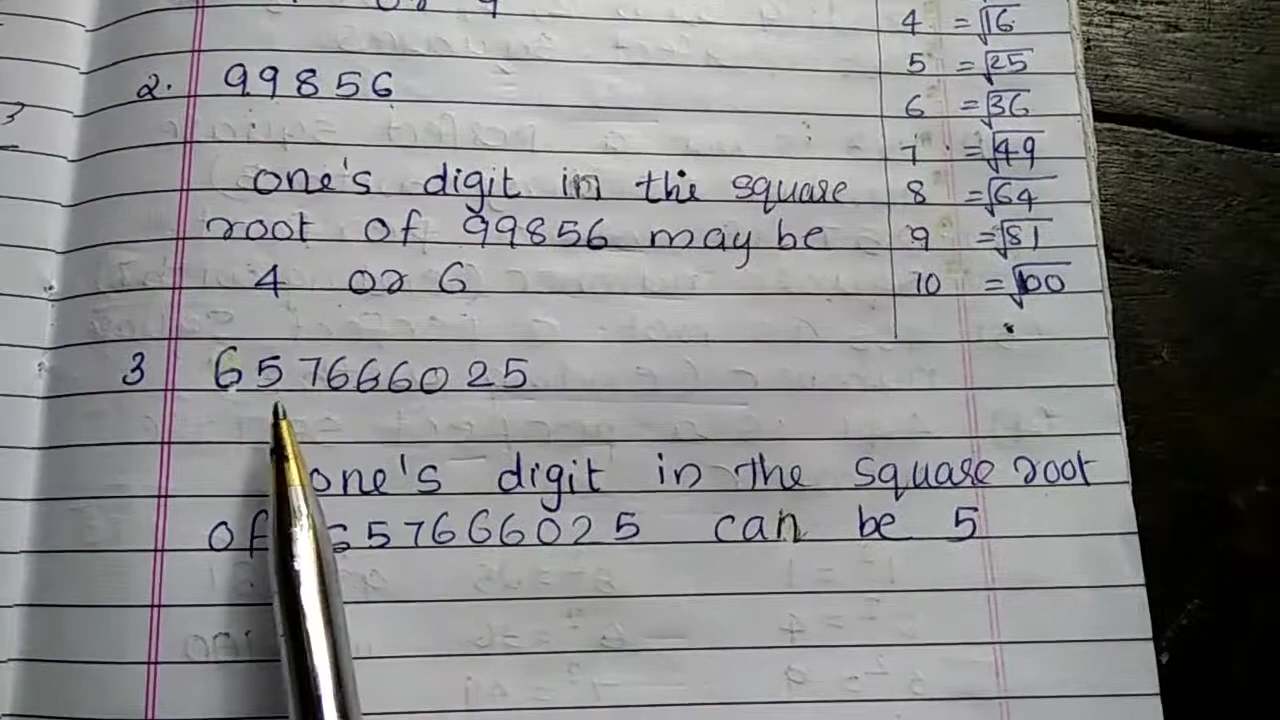 4 = √16
5 = √25
2. 99856
6 = √36
7 = √49
one's digit in the square
8 = √64
root of 99856 may be
9 = √81
4 or 6
10 = √100
3 657666025
one's digit in the square root
of 657666025 can be 5